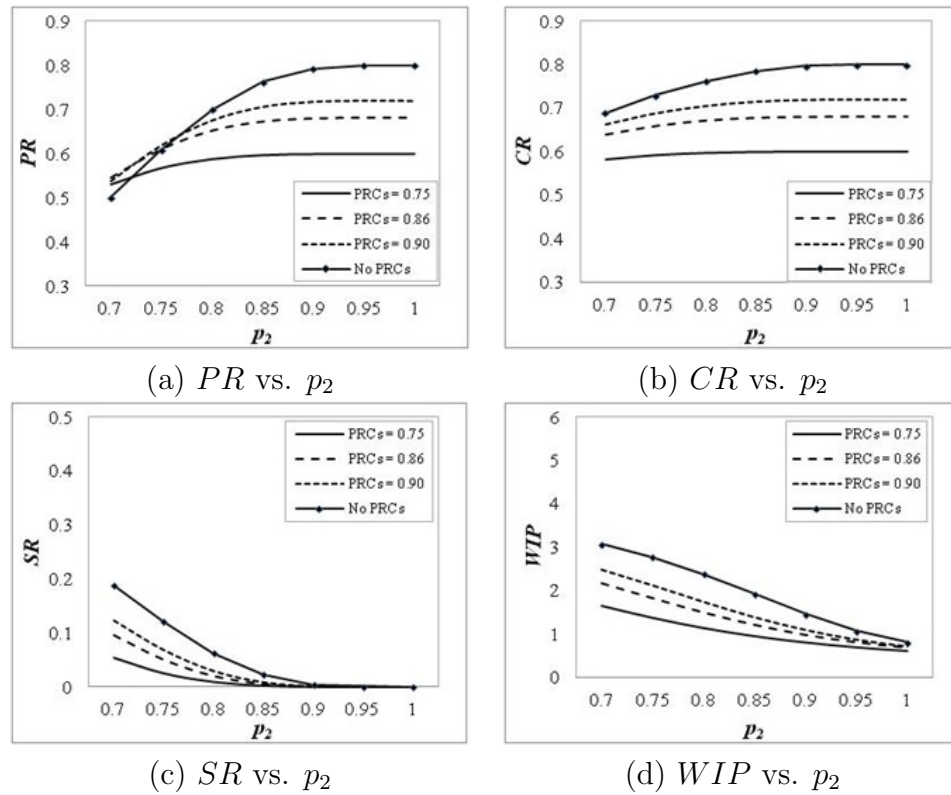 0.9
0.8
0.7
0.6
0.5
0.4
0.3
PR
PRCs = 0.75
PRCs = 0.86
PRCs = 0.90
No PRCs
0.7 0.75 0.8 0.85 0.9 0.95 1
p₂
(a) PR vs. p₂
0.9
0.8
0.7
0.6
0.5
0.4
0.3
CR
PRCs = 0.75
PRCs = 0.86
PRCs = 0.90
No PRCs
0.7 0.75 0.8 0.85 0.9 0.95 1
p₂
(b) CR vs. p₂
0.5
0.4
0.3
0.2
0.1
0
SR
PRCs = 0.75
PRCs = 0.86
PRCs = 0.90
No PRCs
0.7 0.75 0.8 0.85 0.9 0.95 1
p₂
(c) SR vs. p₂
6
5
4
3
2
1
0
WIP
PRCs = 0.75
PRCs = 0.86
PRCs = 0.90
No PRCs
0.7 0.75 0.8 0.85 0.9 0.95 1
p₂
(d) WIP vs. p₂